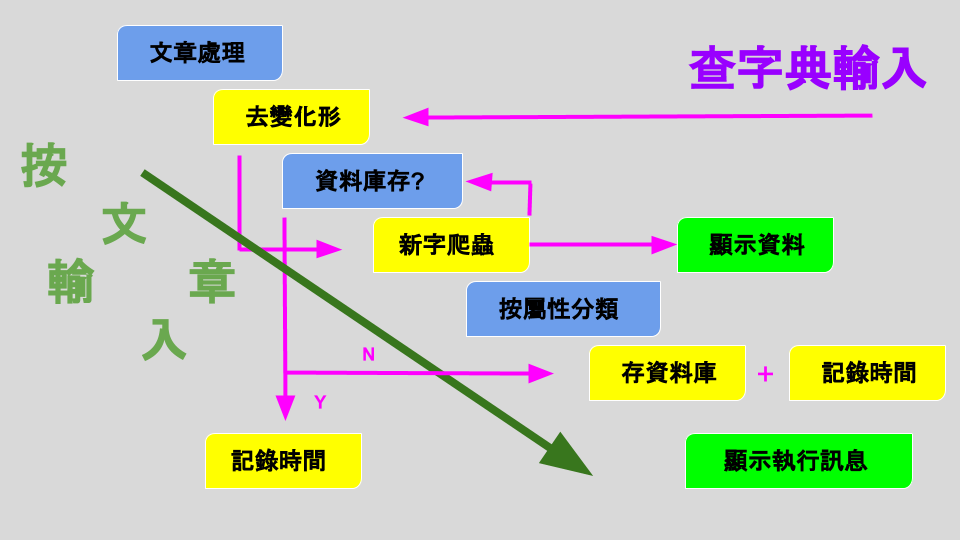 文章處理
查字典輸入
去變化形
按文章輸入
資料庫存?
新字爬蟲
顯示資料
按屬性分類
N
存資料庫 + 記錄時間
Y
記錄時間
顯示執行訊息